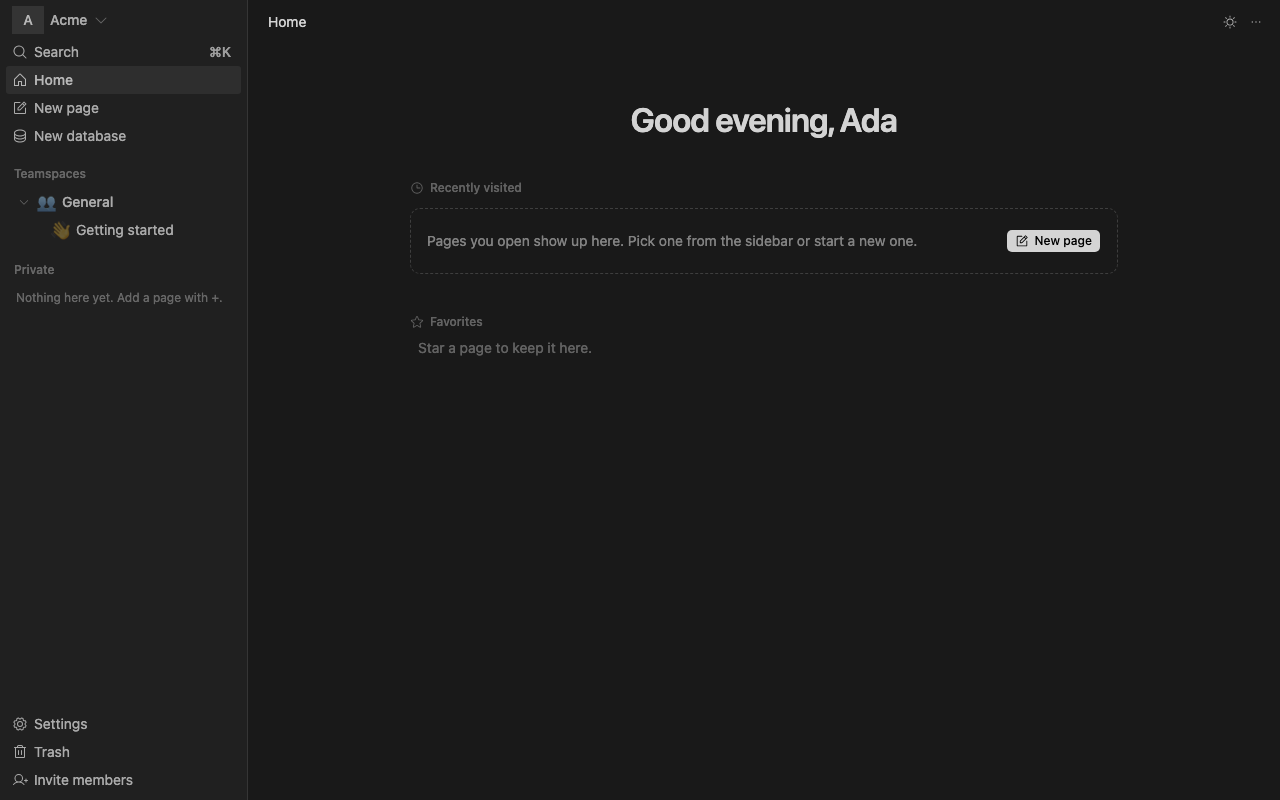 A Acme
Search ⌘K
Home
New page
New database
Teamspaces
General
Getting started
Private
Nothing here yet. Add a page with +.
Settings
Trash
Invite members
Home
Good evening, Ada
Recently visited
Pages you open show up here. Pick one from the sidebar or start a new one.
New page
Favorites
Star a page to keep it here.